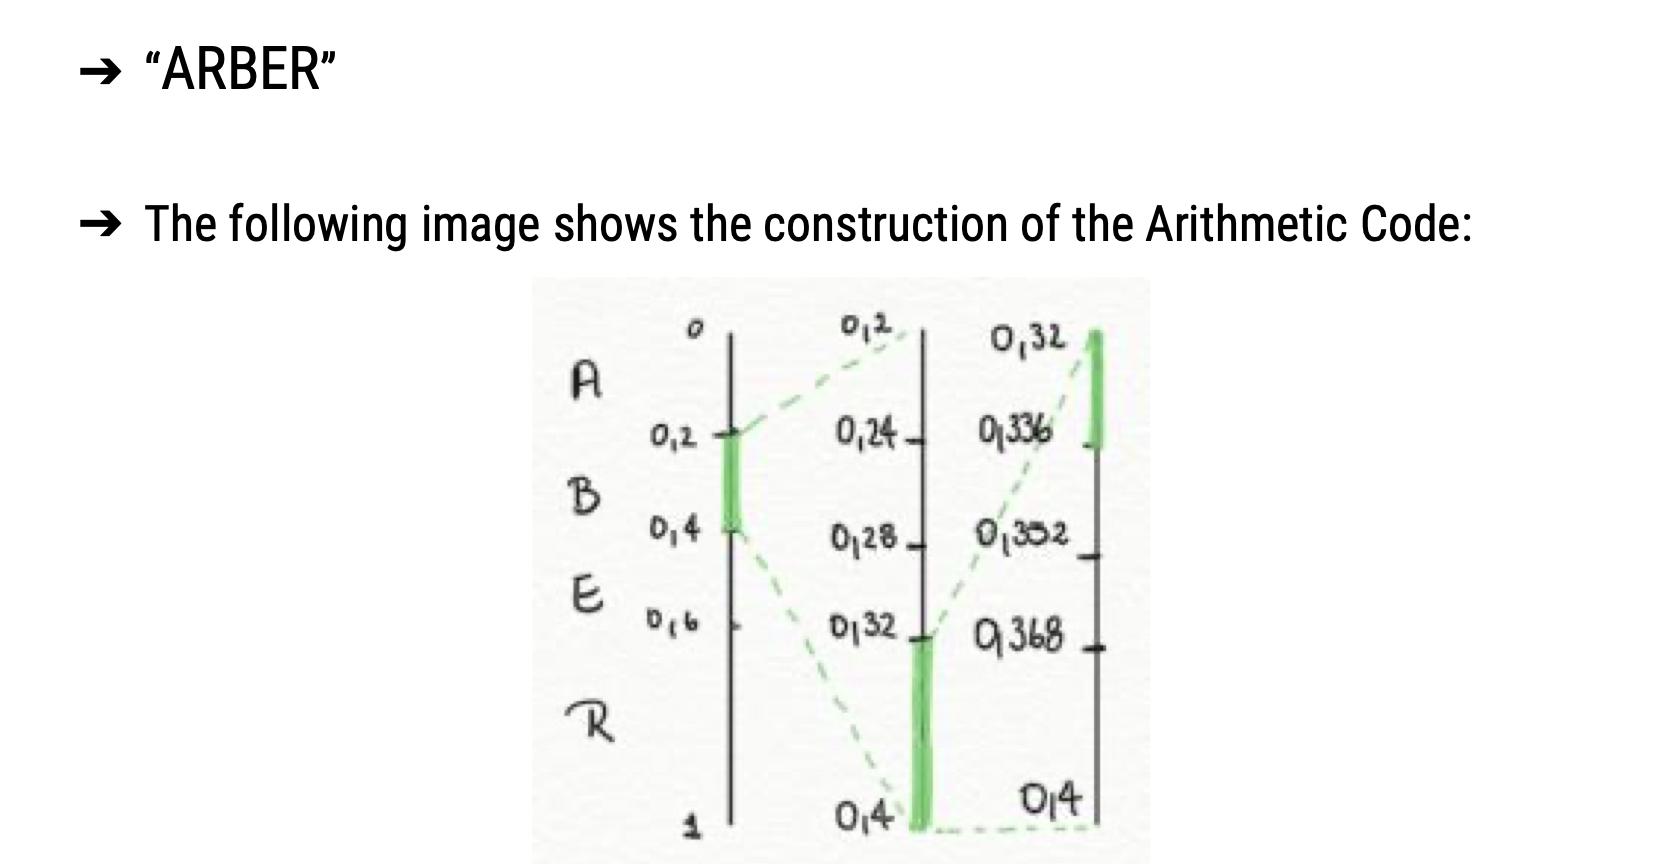 ➔ “ARBER”
➔ The following image shows the construction of the Arithmetic Code:
0 0,2 0,32
A
0,2 0,24 0,336
B
0,4 0,28 0,352
E
0,6 0,32 0,368
R
1 0,4 0,4